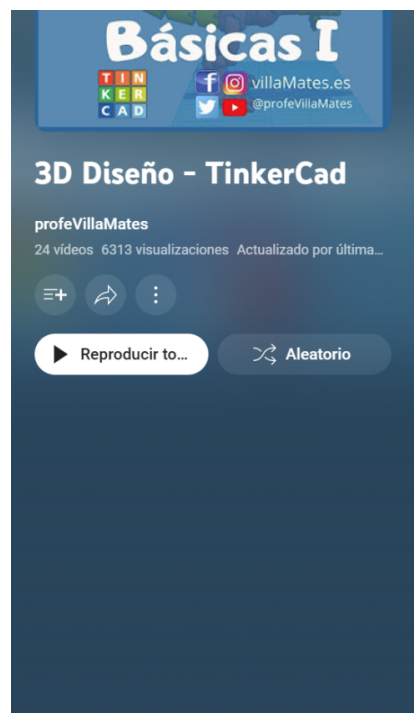 Básicas I
TIN
KER
CAD
villaMates.es
@profeVillaMates
3D Diseño - TinkerCad
profeVillaMates
24 vídeos 6313 visualizaciones Actualizado por última...
Reproducir to...
Aleatorio